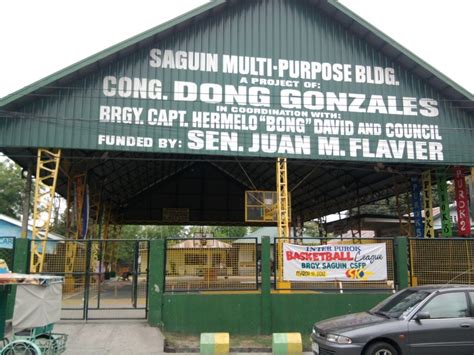 SAGUIN MULTI-PURPOSE BLDG.
A PROJECT OF:
CONG. DONG GONZALES
IN COORDINATION WITH:
BRGY. CAPT. HERMELO "BONG" DAVID AND COUNCIL
FUNDED BY: SEN. JUAN M. FLAVIER
INTER PUROK
BASKETBALL League
BRGY. SAGUIN CSFP